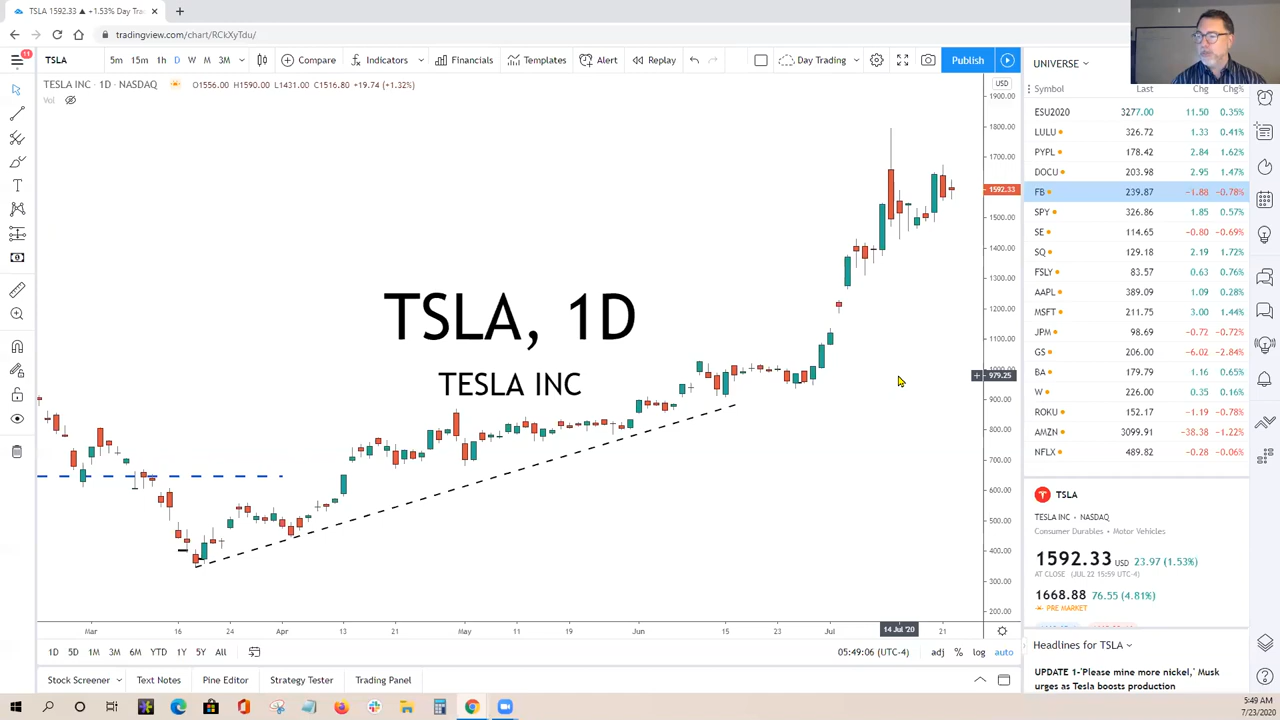 TSLA 1592.33 ▲ +1.53% Day Tra
tradingview.com/chart/RCkXyTdu/
11
TSLA 5m 15m 1h D W M 3M Compare Indicators Financials Templates Alert Replay Day Trading Publish
TESLA INC · 1D · NASDAQ O1556.00 H1590.00 L1431.00 C1516.80 +19.74 (+1.32%)
Vol
USD
1900.00
1800.00
1700.00
1592.33
1500.00
1400.00
1300.00
1200.00
1100.00
1000.00
979.25
900.00
800.00
700.00
600.00
500.00
400.00
300.00
200.00
TSLA, 1D
TESLA INC
Mar 16 24 Apr 13 21 May 11 19 Jun 15 23 Jul 14 Jul '20 21
1D 5D 1M 3M 6M YTD 1Y 5Y All 05:49:06 (UTC-4) adj % log auto
Stock Screener Text Notes Pine Editor Strategy Tester Trading Panel
UNIVERSE
Symbol Last Chg Chg%
ESU2020 3277.00 11.50 0.35%
LULU 326.72 1.33 0.41%
PYPL 178.42 2.84 1.62%
DOCU 203.98 2.95 1.47%
FB 239.87 −1.88 −0.78%
SPY 326.86 1.85 0.57%
SE 114.65 −0.80 −0.69%
SQ 129.18 2.19 1.72%
FSLY 83.57 0.63 0.76%
AAPL 389.09 1.09 0.28%
MSFT 211.75 3.00 1.44%
JPM 98.69 −0.72 −0.72%
GS 206.00 −6.02 −2.84%
BA 179.79 1.16 0.65%
W 226.00 0.35 0.16%
ROKU 152.17 −1.19 −0.78%
AMZN 3099.91 −38.38 −1.22%
NFLX 489.82 −0.28 −0.06%
TSLA
TESLA INC • NASDAQ
Consumer Durables • Motor Vehicles
1592.33 USD 23.97 (1.53%)
AT CLOSE (JUL 22 15:59 UTC-4)
1668.88 76.55 (4.81%)
PRE MARKET
Headlines for TSLA
UPDATE 1-'Please mine more nickel,' Musk
urges as Tesla boosts production
5:49 AM
7/23/2020